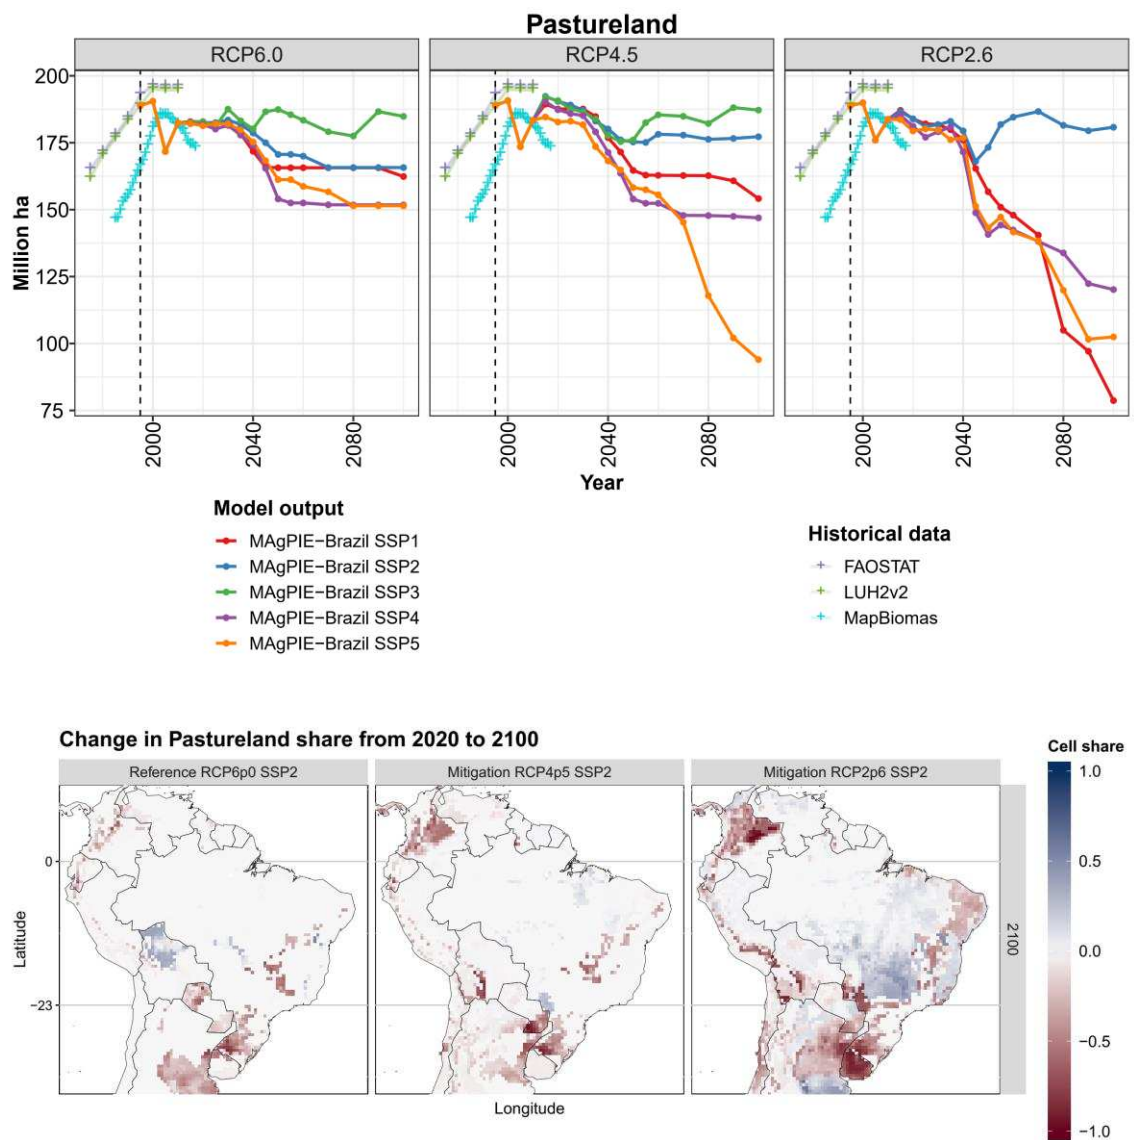 Pastureland
RCP6.0 RCP4.5 RCP2.6
Million ha
200
175
150
125
100
75
2000 2040 2080 2000 2040 2080 2000 2040 2080
Year
Model output
MAgPIE−Brazil SSP1
MAgPIE−Brazil SSP2
MAgPIE−Brazil SSP3
MAgPIE−Brazil SSP4
MAgPIE−Brazil SSP5
Historical data
FAOSTAT
LUH2v2
MapBiomas
Change in Pastureland share from 2020 to 2100
Reference RCP6p0 SSP2 Mitigation RCP4p5 SSP2 Mitigation RCP2p6 SSP2
Latitude
0
−23
2100
Longitude
Cell share
1.0
0.5
0.0
−0.5
−1.0